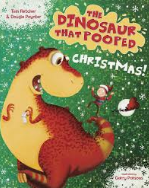 Tom Fletcher
& Dougie Poynter
THE
DINOSAUR
THAT POOPED
CHRISTMAS!
Garry Parsons